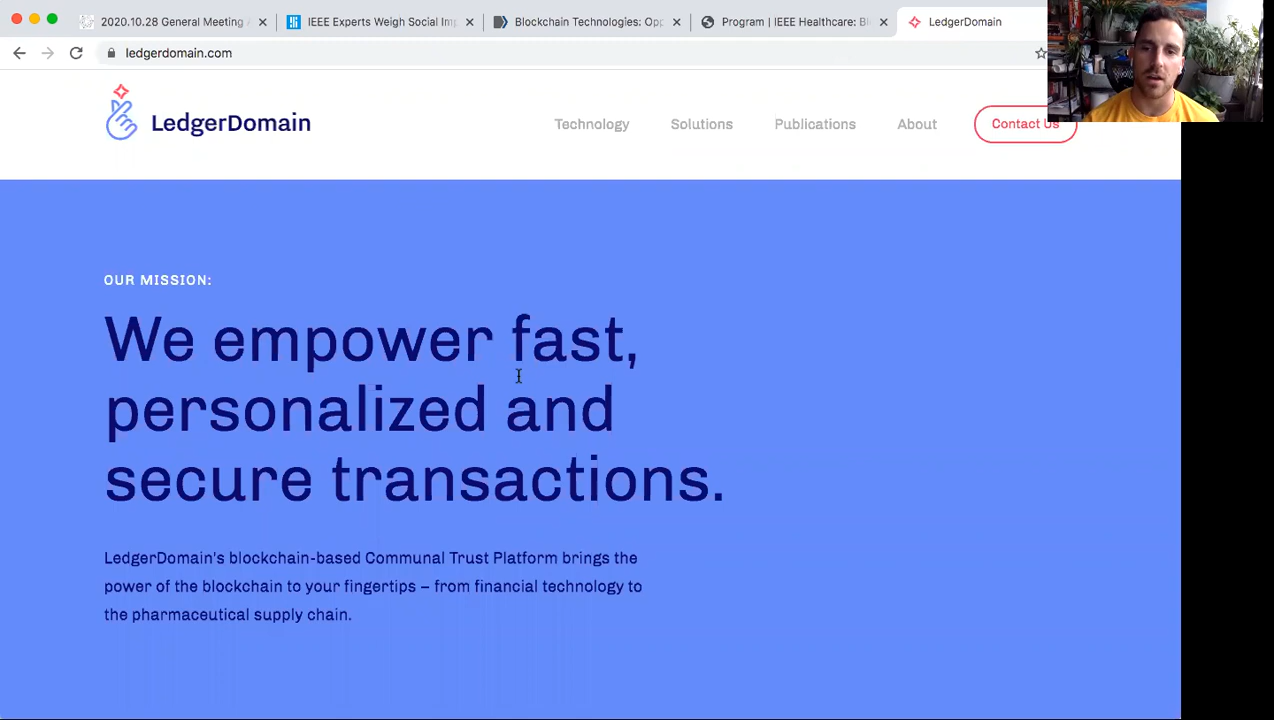 2020.10.28 General Meeting
IEEE Experts Weigh Social Imp
Blockchain Technologies: Opp
Program | IEEE Healthcare: Bl
LedgerDomain
ledgerdomain.com
LedgerDomain
Technology
Solutions
Publications
About
Contact Us
OUR MISSION:
We empower fast,
personalized and
secure transactions.
LedgerDomain's blockchain-based Communal Trust Platform brings the
power of the blockchain to your fingertips – from financial technology to
the pharmaceutical supply chain.